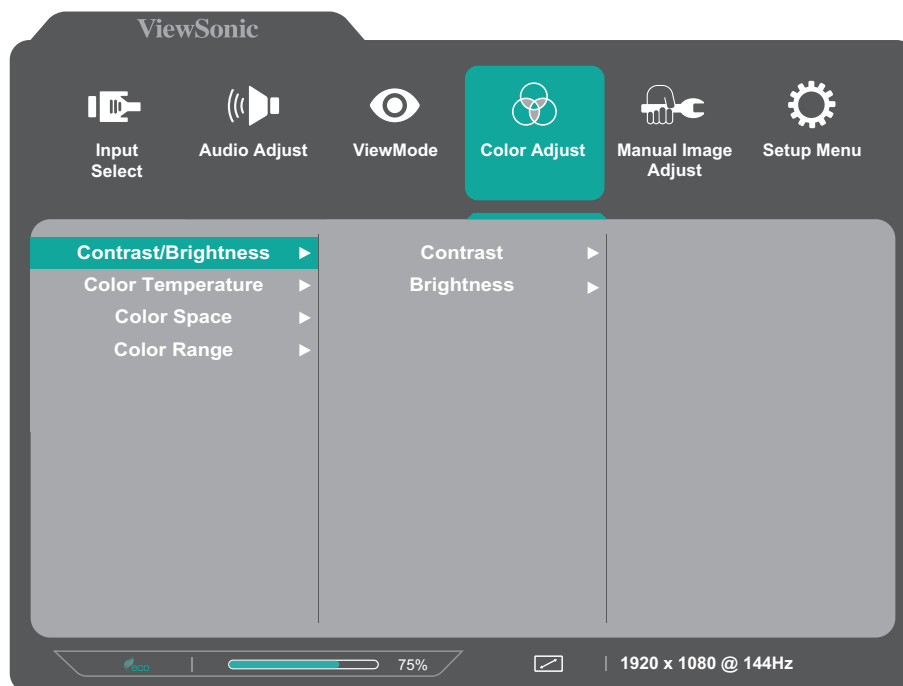 ViewSonic
Input
Select
Audio Adjust
ViewMode
Color Adjust
Manual Image
Adjust
Setup Menu
Contrast/Brightness
Color Temperature
Color Space
Color Range
Contrast
Brightness
eco
75%
1920 x 1080 @ 144Hz